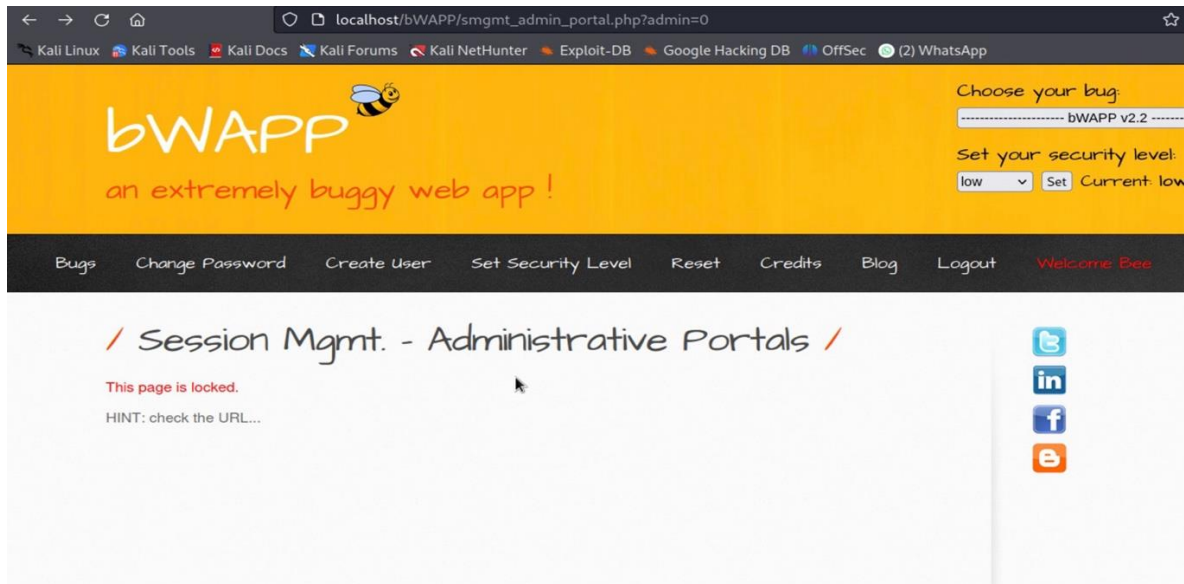 localhost/bWAPP/smgmt_admin_portal.php?admin=0
Kali Linux Kali Tools Kali Docs Kali Forums Kali NetHunter Exploit-DB Google Hacking DB OffSec (2) WhatsApp
bWAPP
an extremely buggy web app !
Choose your bug:
---------------------- bWAPP v2.2 -------
Set your security level:
low Set Current: low
Bugs Change Password Create User Set Security Level Reset Credits Blog Logout Welcome Bee
/ Session Mgmt. - Administrative Portals /
This page is locked.
HINT: check the URL...